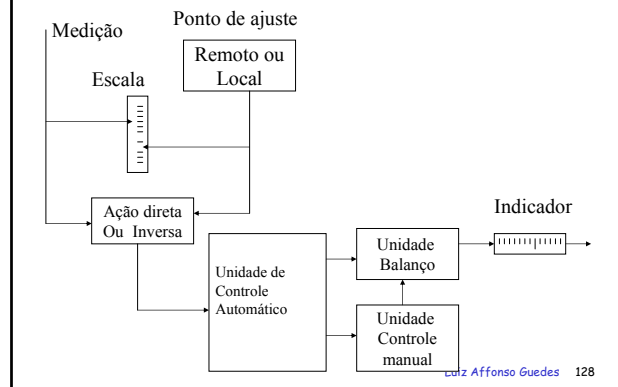 Ponto de ajuste
Medição
Remoto ou
Local
Escala
Ação direta
Ou Inversa
Indicador
Unidade de
Controle
Automático
Unidade
Balanço
Unidade
Controle
manual
Luiz Affonso Guedes 128